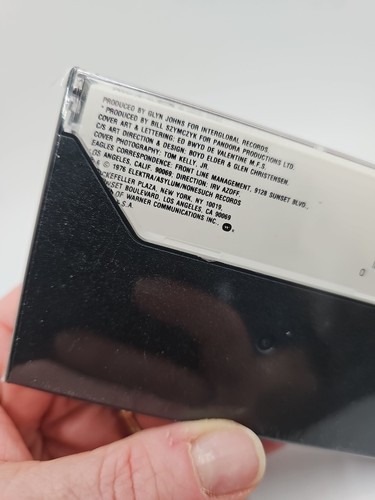 PRODUCED BY GLYN JOHNS FOR INTERGLOBAL RECORDS.
* PRODUCED BY BILL SZYMCZYK FOR PANDORA PRODUCTIONS LTD
COVER ART & LETTERING: ED BWYD DE VALENTINE M.F.S.
C/S ART DIRECTION & DESIGN: BOYD ELDER & GLEN CHRISTENSEN.
COVER PHOTOGRAPHY: TOM KELLY, JR
EAGLES CORRESPONDENCE: FRONT LINE MANAGEMENT, 9128 SUNSET BLVD.,
LOS ANGELES, CALIF. 90069. DIRECTION: IRV AZOFF.
© 1976 ELEKTRA/ASYLUM/NONESUCH RECORDS
CKEFELLER PLAZA, NEW YORK, NY 10019.
NSET BOULEVARD, LOS ANGELES, CA 90069
OF WARNER COMMUNICATIONS INC.
S.A